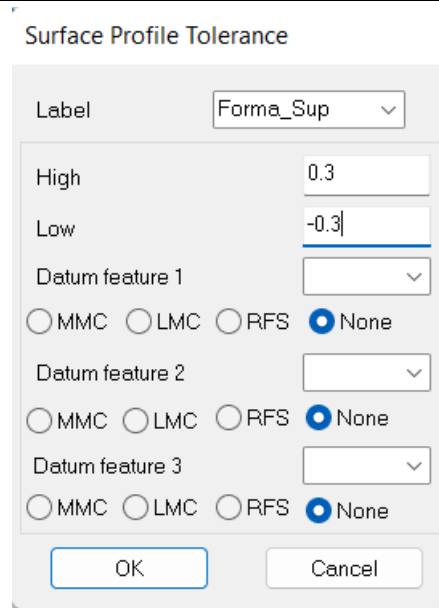 Surface Profile Tolerance
Label Forma_Sup
High 0.3
Low -0.3
Datum feature 1
MMC LMC RFS None
Datum feature 2
MMC LMC RFS None
Datum feature 3
MMC LMC RFS None
OK Cancel